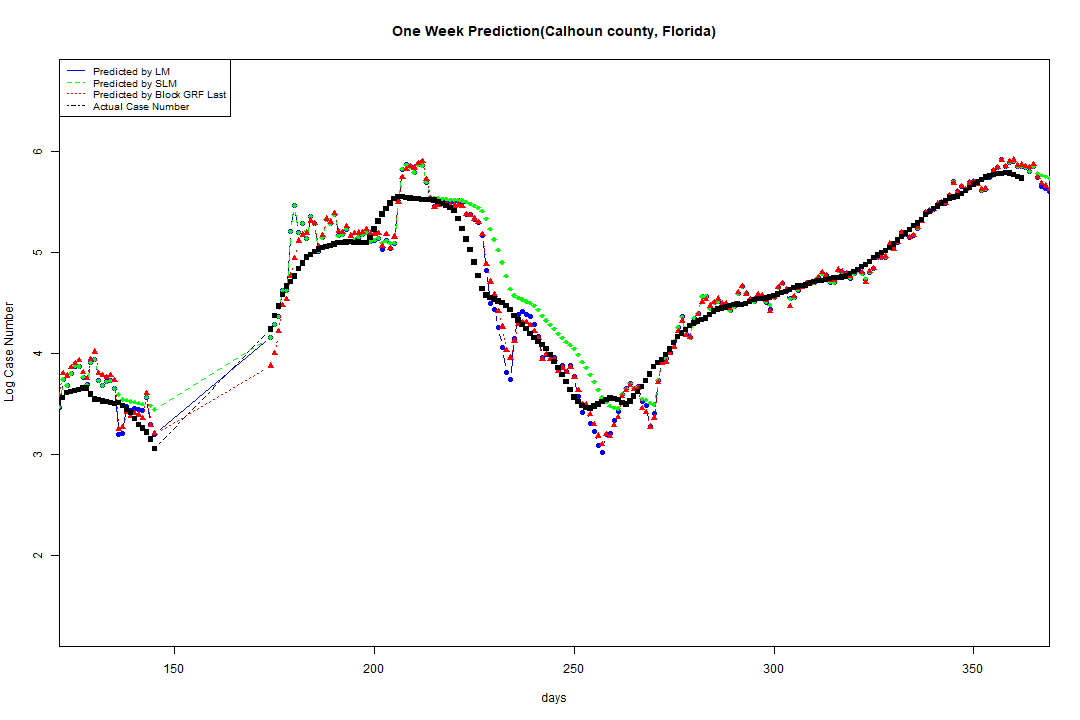 One Week Prediction(Calhoun county, Florida)
Predicted by LM
Predicted by SLM
Predicted by Block GRF Last
Actual Case Number
Log Case Number
6
5
4
3
2
150
200
250
300
350
days